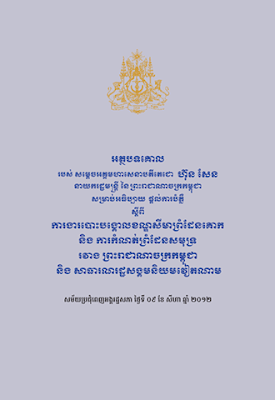 អត្ថបទគោល
របស់ សម្តេចអគ្គមហាសេនាបតីតេជោ ហ៊ុន សែន
នាយករដ្ឋមន្ត្រី នៃ ព្រះរាជាណាចក្រកម្ពុជា
សម្រាប់អធិប្បាយ ផ្តល់ការបំភ្លឺ
ស្តីពី
ការងារបោះបង្គោលខណ្ឌសីមាព្រំដែនគោក
និង ការកំណត់ព្រំដែនសមុទ្រ
រវាង ព្រះរាជាណាចក្រកម្ពុជា
និង សាធារណរដ្ឋសង្គមនិយមវៀតណាម
សម័យប្រជុំពេញអង្គរដ្ឋសភា ថ្ងៃទី ០៩ ខែ សីហា ឆ្នាំ ២០១២